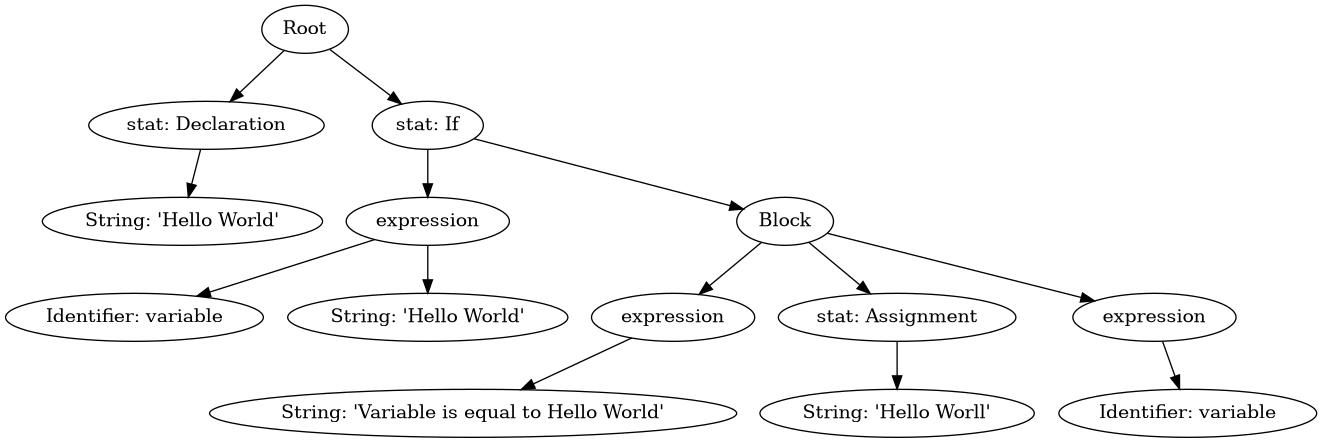 Root
stat: Declaration
stat: If
String: 'Hello World'
expression
Block
Identifier: variable
String: 'Hello World'
expression
stat: Assignment
expression
String: 'Variable is equal to Hello World'
String: 'Hello Worll'
Identifier: variable